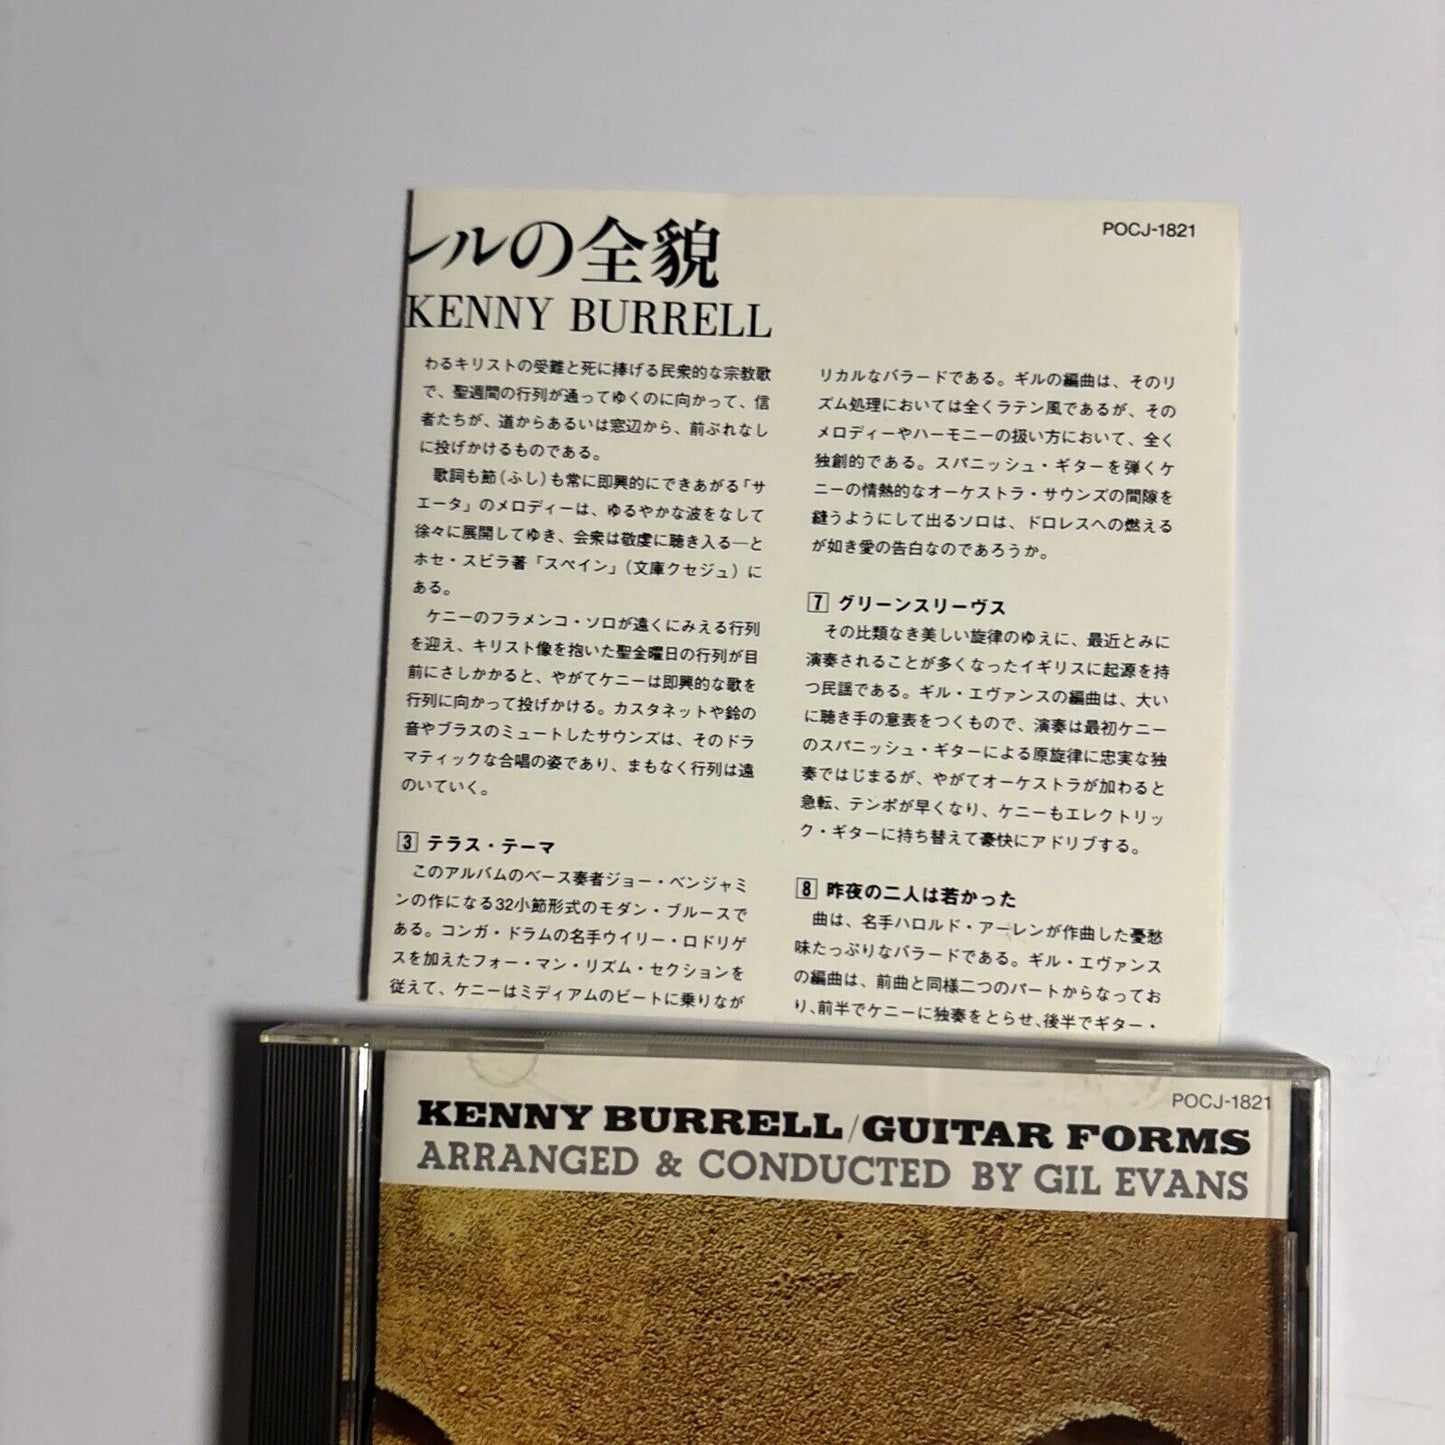 ルの全貌
KENNY BURRELL
わるキリストの受難と死に捧げる民衆的な宗教歌
で、聖週間の行列が通ってゆくのに向かって、信
者たちが、道からあるいは窓辺から、前ぶれなし
に投げかけるものである。
歌詞も節(ふし)も常に即興的にできあがる「サ
エータ」のメロディーは、ゆるやかな波をなして
徐々に展開してゆき、会衆は敬虔に聴き入る―と
ホセ・スビラ著「スペイン」(文庫クセジュ)に
ある。
ケニーのフラメンコ・ソロが遠くにみえる行列
を迎え、キリスト像を抱いた聖金曜日の行列が目
前にさしかかると、やがてケニーは即興的な歌を
行列に向かって投げかける。カスタネットや鈴の
音やブラスのミュートしたサウンズは、そのドラ
マティックな合唱の姿であり、まもなく行列は遠
のいていく。
3 テラス・テーマ
このアルバムのベース奏者ジョー・ベンジャミ
ンの作になる32小節形式のモダン・ブルースで
ある。コンガ・ドラムの名手ウイリー・ロドリゲ
スを加えたフォー・マン・リズム・セクションを
従えて、ケニーはミディアムのビートに乗りなが
POCJ-1821
リカルなバラードである。ギルの編曲は、そのリ
ズム処理においては全くラテン風であるが、その
メロディーやハーモニーの扱い方において、全く
独創的である。スパニッシュ・ギターを弾くケ
ニーの情熱的なオーケストラ・サウンズの間隙を
縫うようにして出るソロは、ドロレスへの燃える
が如き愛の告白なのであろうか。
7 グリーンスリーヴス
その比類なき美しい旋律のゆえに、最近とみに
演奏されることが多くなったイギリスに起源を持
つ民謡である。ギル・エヴァンスの編曲は、大い
に聴き手の意表をつくもので、演奏は最初ケニー
のスパニッシュ・ギターによる原旋律に忠実な独
奏ではじまるが、やがてオーケストラが加わると
急転、テンポが早くなり、ケニーもエレクトリッ
ク・ギターに持ち替えて豪快にアドリブする。
8 昨夜の二人は若かった
曲は、名手ハロルド・アーレンが作曲した憂愁
味たっぷりなバラードである。ギル・エヴァンス
の編曲は、前曲と同様二つのパートからなってお
り、前半でケニーに独奏をとらせ、後半でギター・
POCJ-1821
KENNY BURRELL/GUITAR FORMS
ARRANGED & CONDUCTED BY GIL EVANS